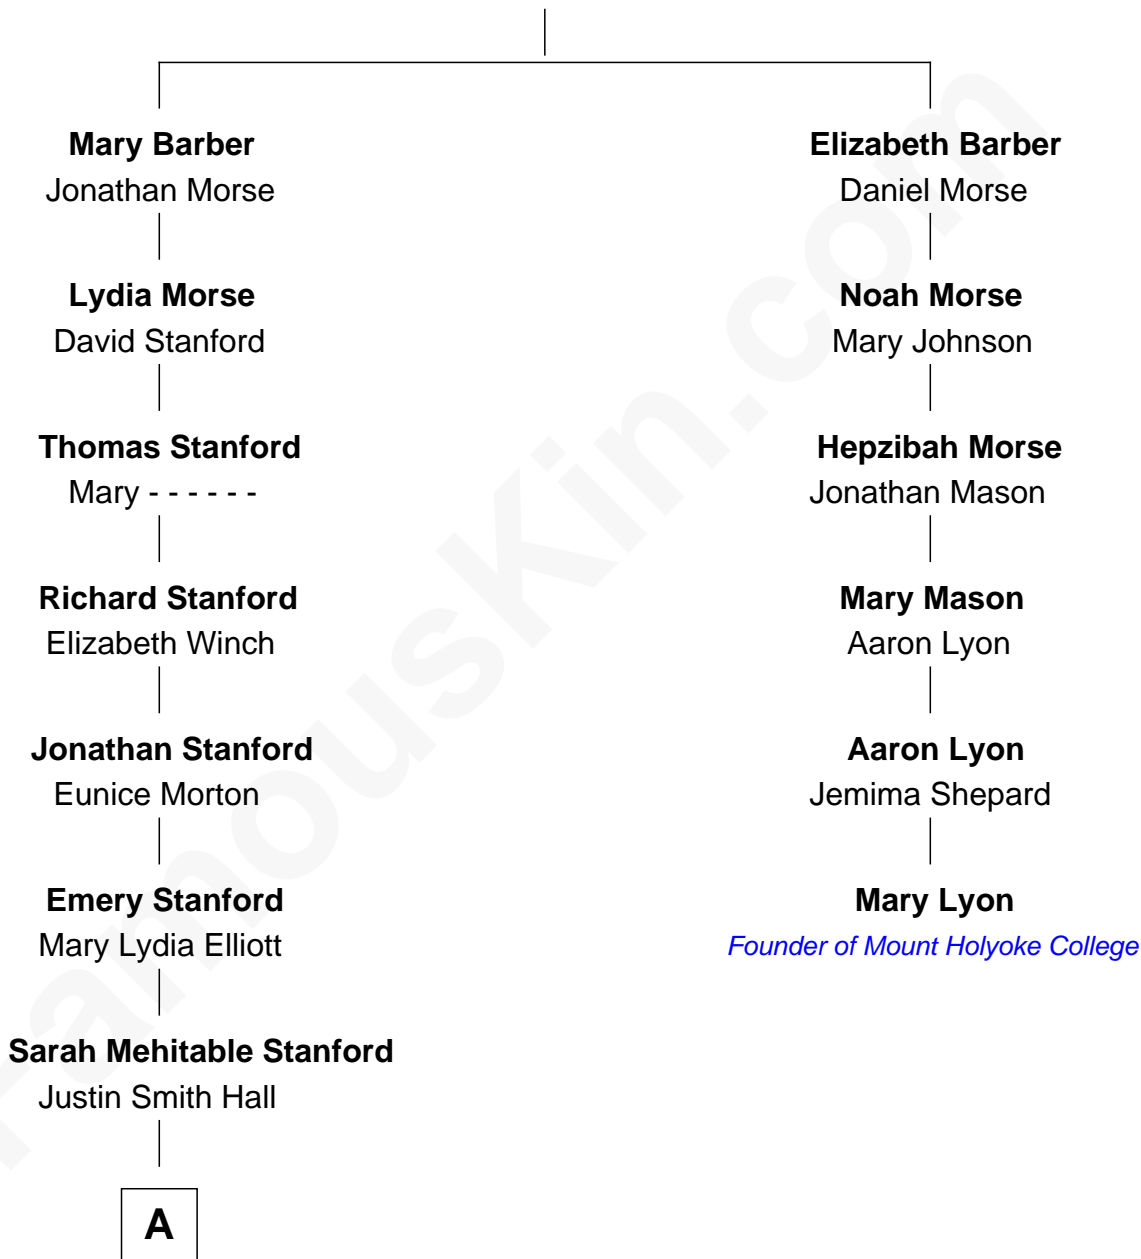 Mary Barber
Jonathan Morse
Elizabeth Barber
Daniel Morse
Lydia Morse
David Stanford
Noah Morse
Mary Johnson
Thomas Stanford
Mary - - - - - -
Hepzibah Morse
Jonathan Mason
Richard Stanford
Elizabeth Winch
Mary Mason
Aaron Lyon
Jonathan Stanford
Eunice Morton
Aaron Lyon
Jemima Shepard
Emery Stanford
Mary Lydia Elliott
Mary Lyon
Founder of Mount Holyoke College
Sarah Mehitable Stanford
Justin Smith Hall
A
FamousKin.com